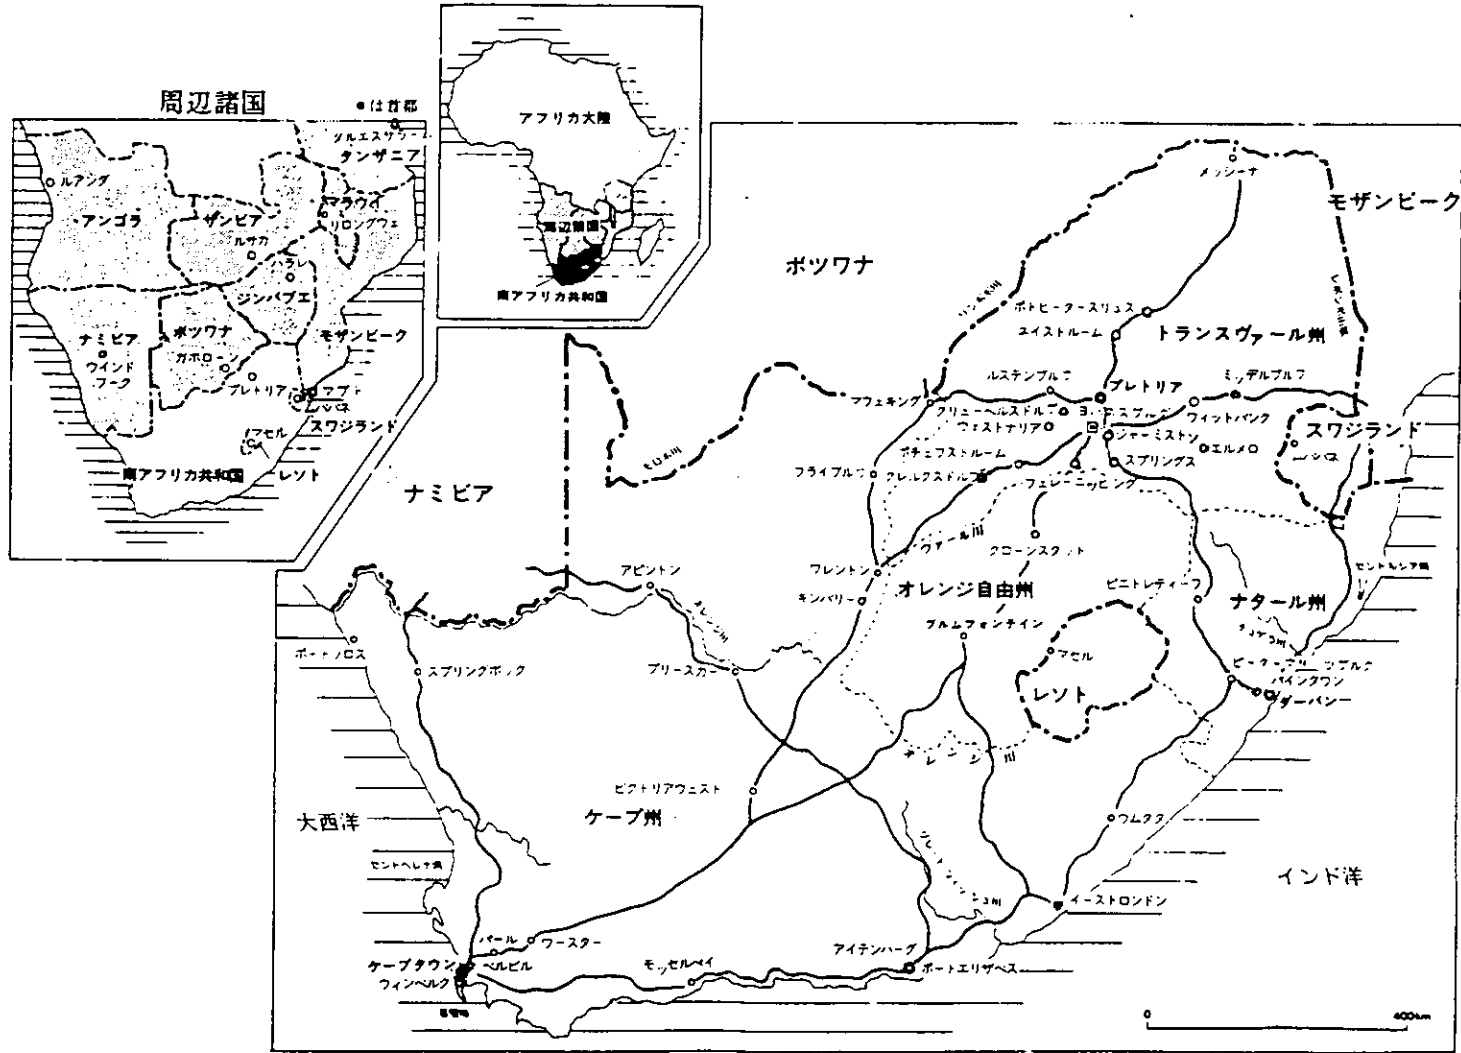 周辺諸国
●は首都
タンザニア
ルアンダ
アンゴラ
ザンビア
マラウイ
リロングウェ
ルサカ
ハラレ
ジンバブエ
ナミビア
ウインド
フーク
ボツワナ
ガボローン
モザンビーク
プレトリア
マプト
スワジランド
マセル
レソト
南アフリカ共和国
アフリカ大陸
周辺諸国
南アフリカ共和国
メッシーナ
モザンビーク
ボツワナ
ポトヒータースリュス
ネイストルーム
トランスヴァール州
ルステンブルフ
プレトリア
ミッデルブルフ
マフェキング
クリューヘルスドルプ
ウェストナリア
ウィットバンク
ジャーミストン
エルメロ
スワジランド
ポチェフストルーム
スプリングス
フライブルフ
クレルクスドルプ
フェレーニッヒング
ナミビア
ヴァール川
クローンスタット
アピントン
ワレントン
キンバリー
オレンジ自由州
ピニトレティーフ
ナタール州
オレンジ川
ブルムフォンテイン
ポートノロス
スプリングボック
プリースカー
マセル
レソト
パインタウン
ダーバン
オレンジ川
ビクトリアウェスト
ケープ州
大西洋
ウムタタ
セントヘレナ湾
インド洋
イーストロンドン
パール
ワースター
アイテンハーグ
ケープタウン
ベルビル
モッセルベイ
ポートエリザベス
ウィンベルク
0
400km